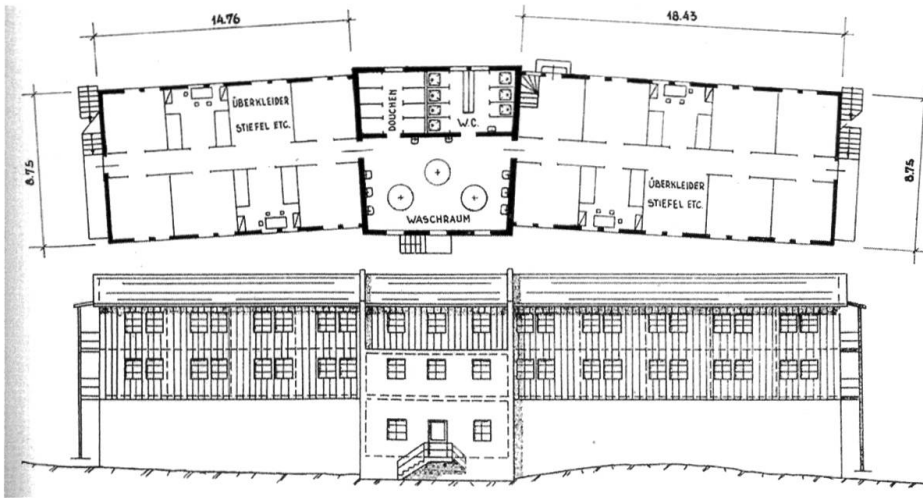 14.76
18.43
8.75
ÜBERKLEIDER
STIEFEL ETC.
DOUCHEN
W.C.
WASCHRAUM
ÜBERKLEIDER
STIEFEL ETC.
8.75